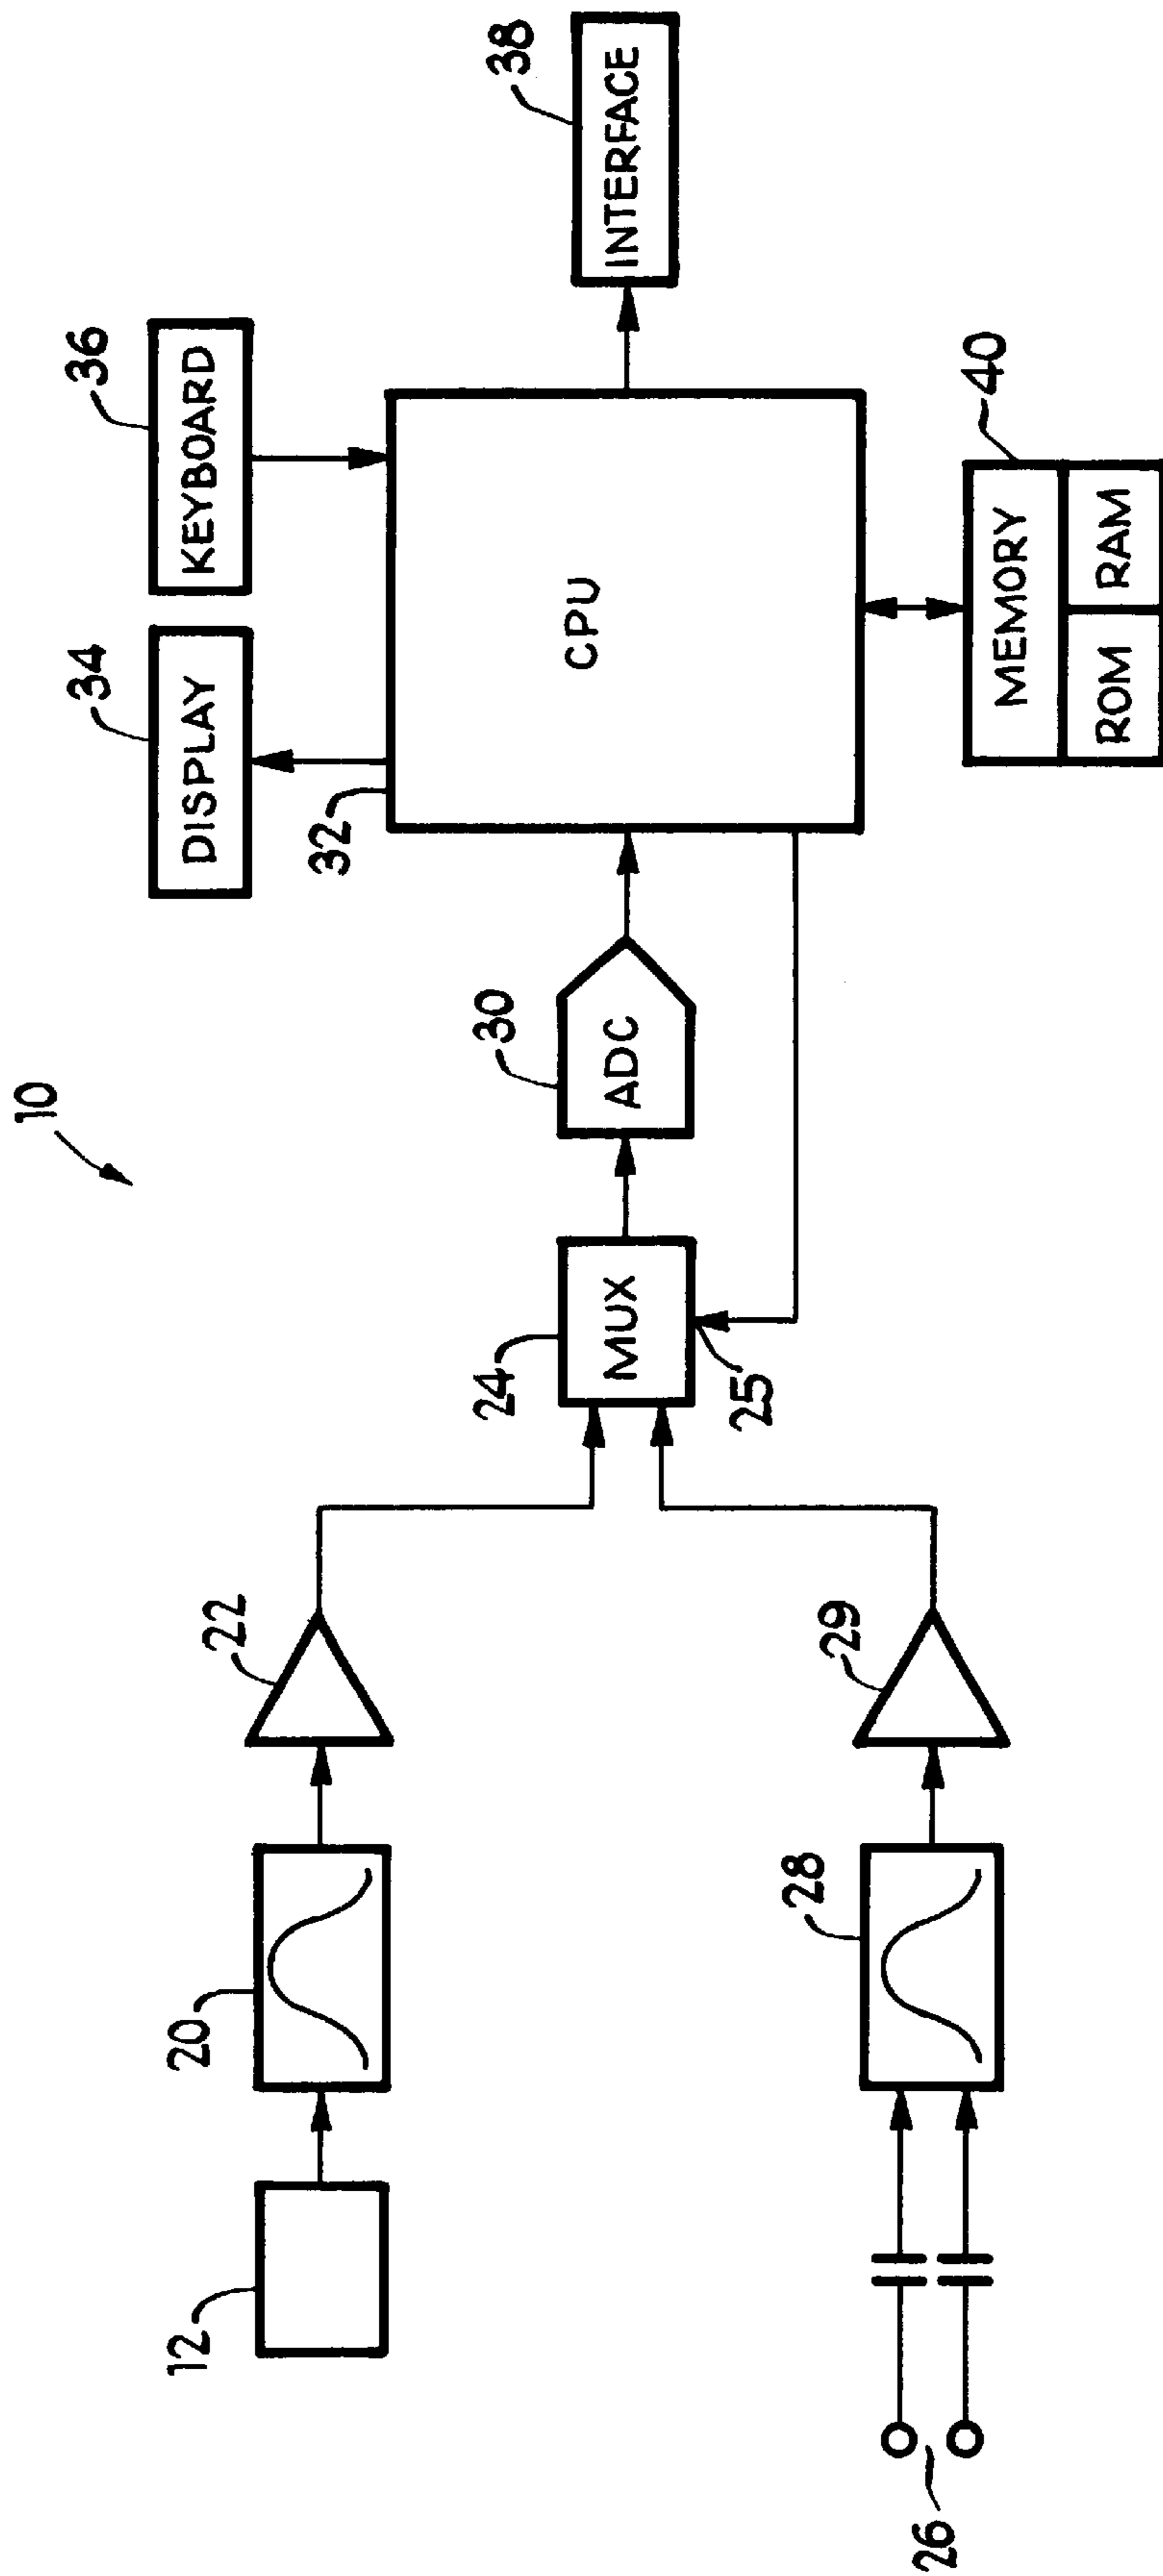 10
36
KEYBOARD
34
DISPLAY
38
INTERFACE
32
CPU
40
MEMORY
ROM
RAM
30
ADC
24
MUX
25
22
20
12
29
28
26